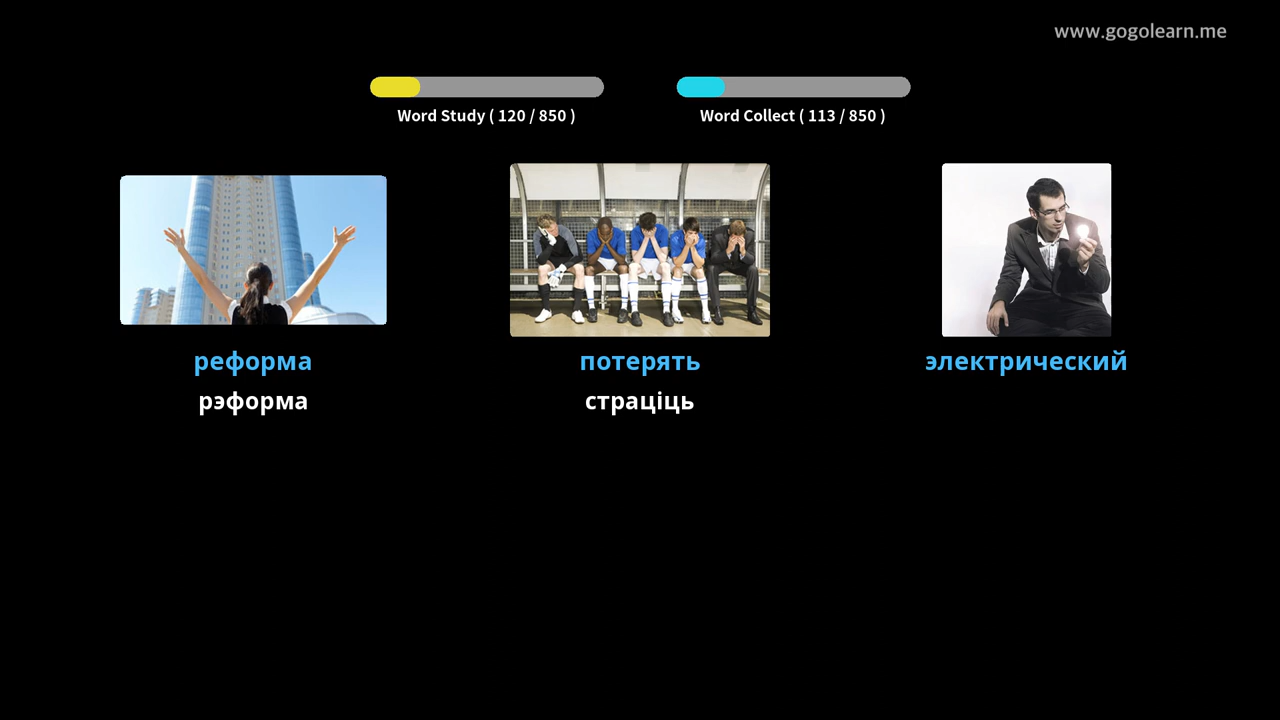 www.gogolearn.me
Word Study ( 120 / 850 )
Word Collect ( 113 / 850 )
реформа
потерять
электрический
рэформа
страціць